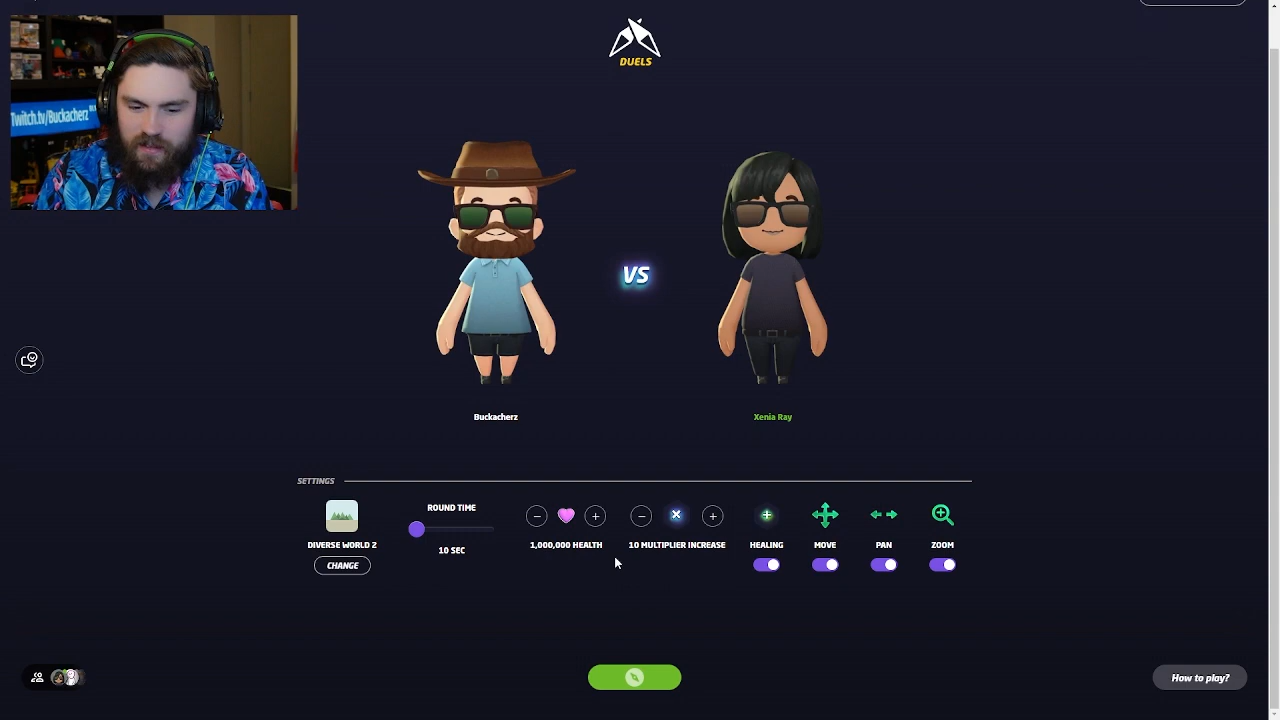 DUELS
Twitch.tv/Buckacherz
VS
Buckacherz
Xenia Ray
SETTINGS
ROUND TIME
10 SEC
DIVERSE WORLD 2
CHANGE
1,000,000 HEALTH
10 MULTIPLIER INCREASE
HEALING
MOVE
PAN
ZOOM
How to play?